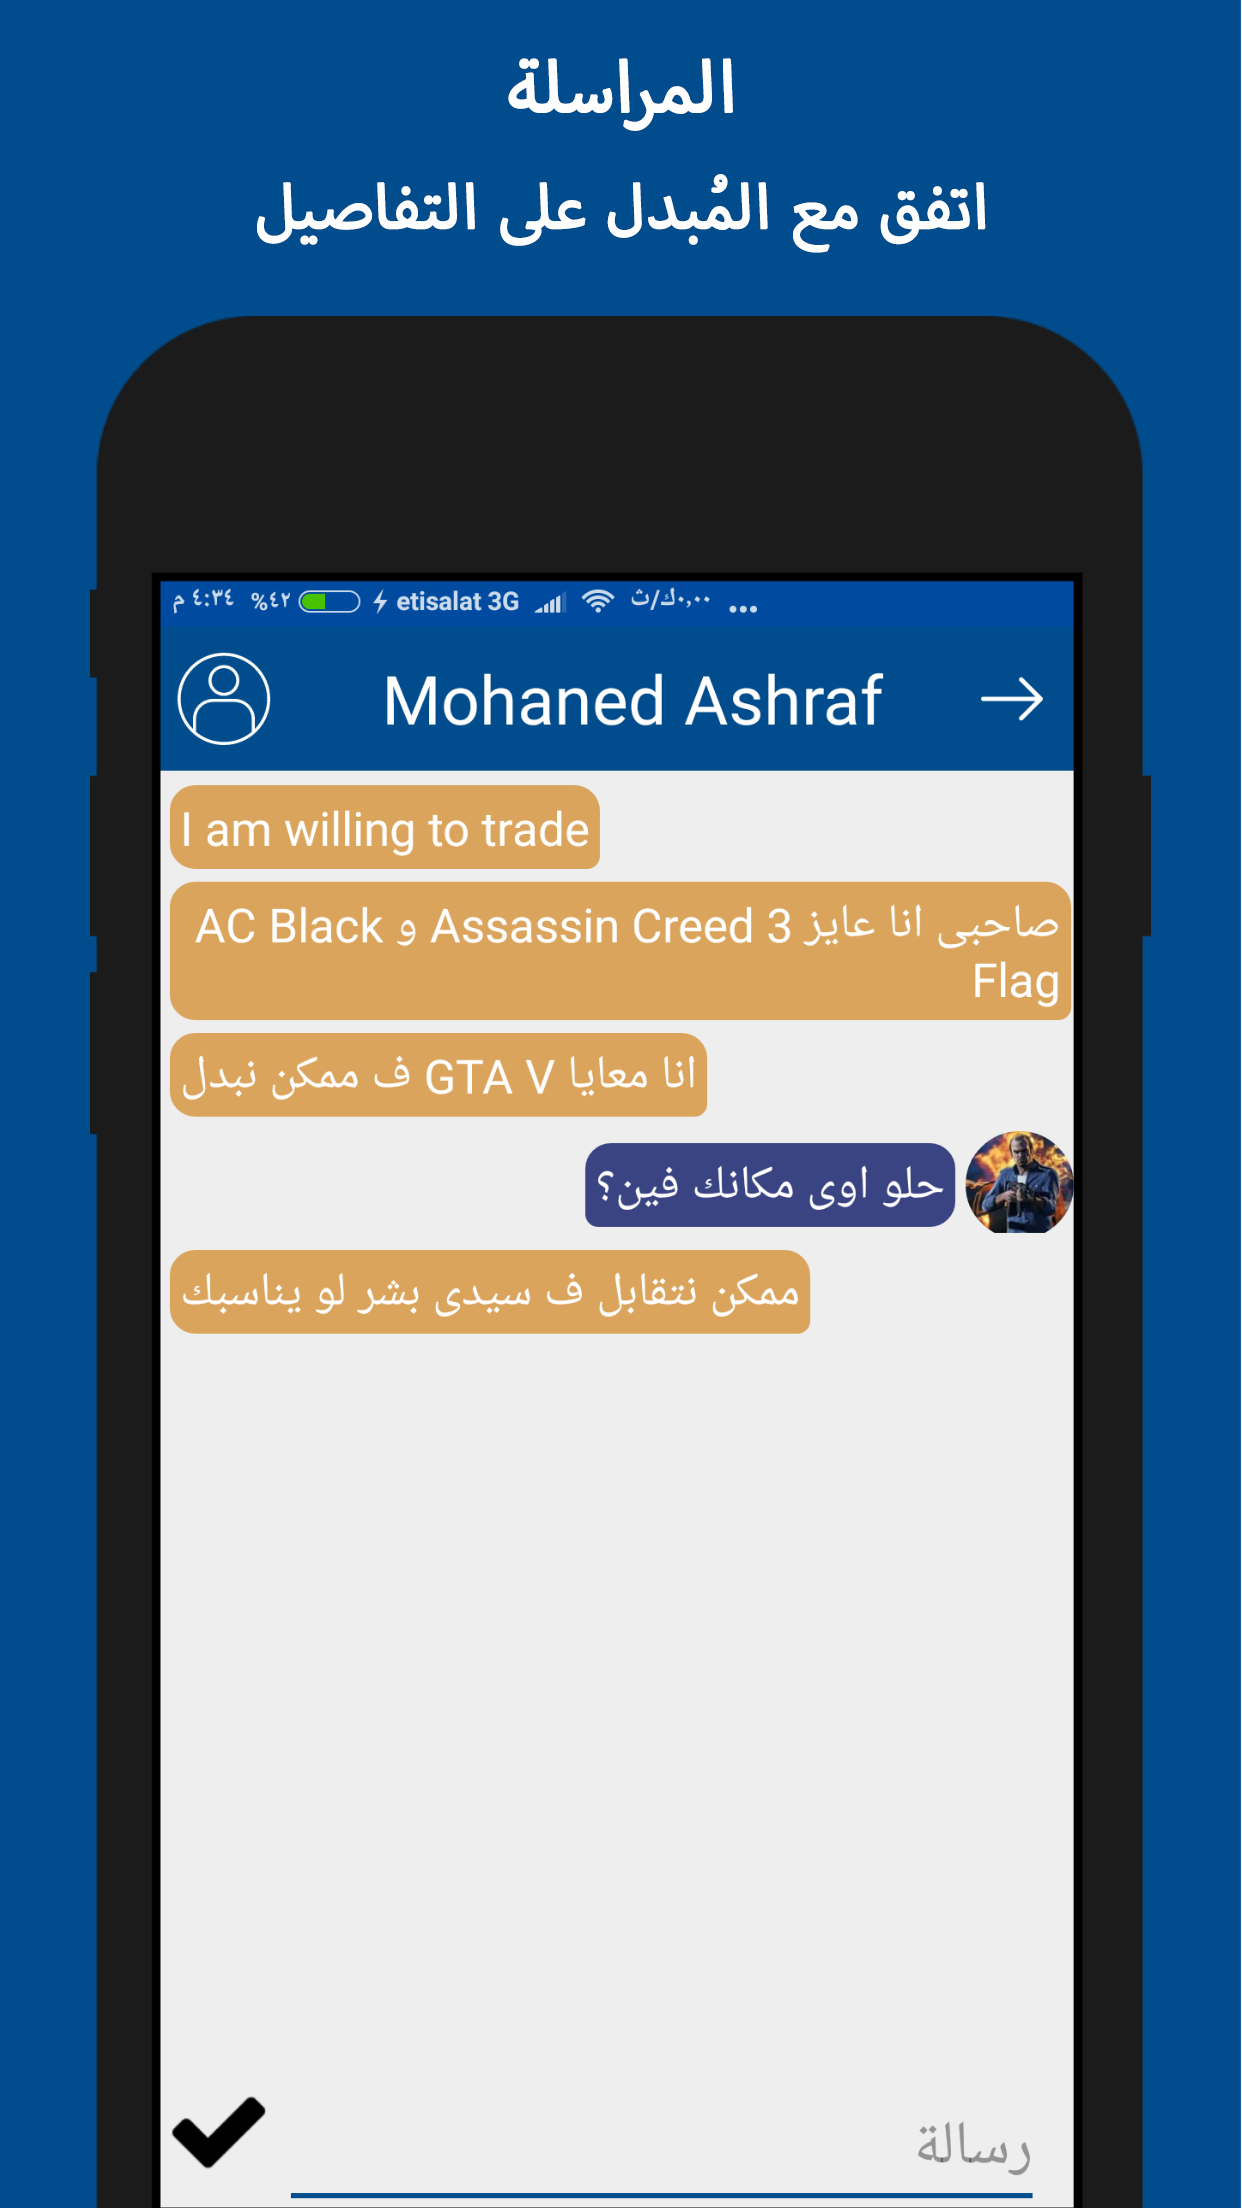 المراسلة
اتفق مع المُبدل على التفاصيل
٤:٣٤ م %٤٢ etisalat 3G ٠,٠٠ك/ث ...
Mohaned Ashraf
I am willing to trade
صاحبى انا عايز Assassin Creed 3 و AC Black
Flag
انا معايا GTA V ف ممكن نبدل
حلو اوى مكانك فين؟
ممكن نتقابل ف سيدى بشر لو يناسبك
رسالة